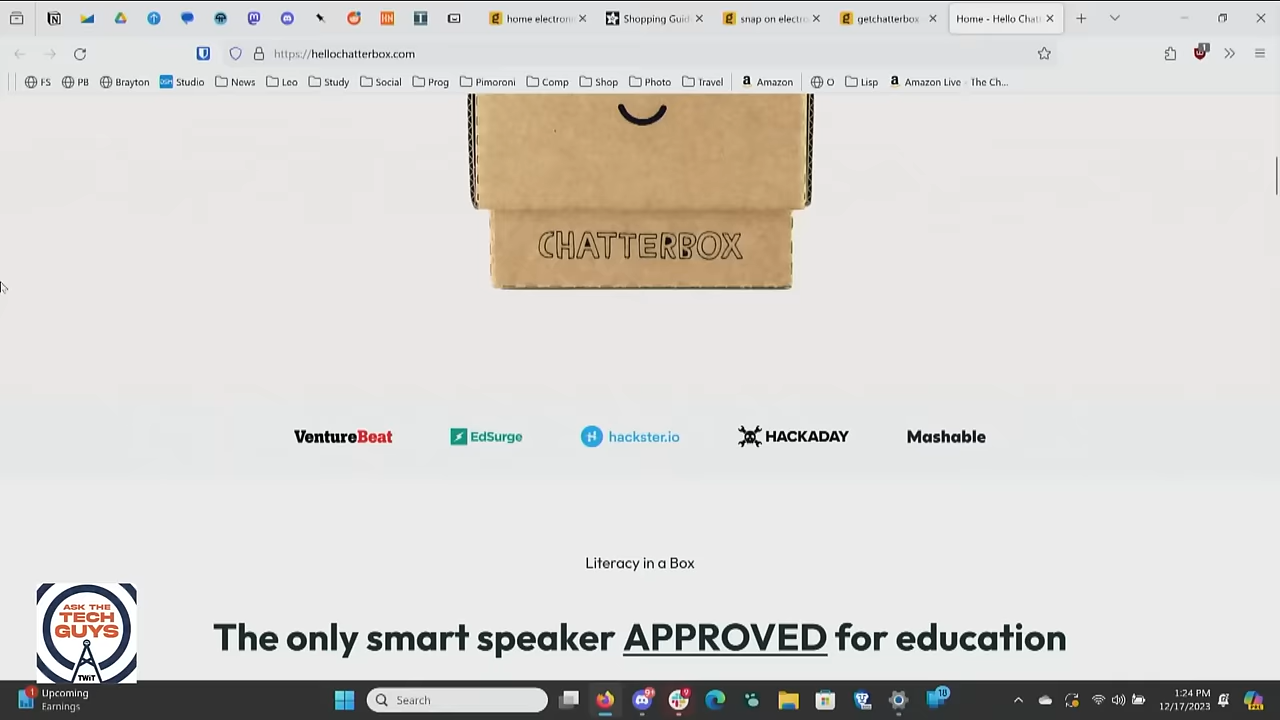 home electron
Shopping Guid
snap on electr
getchatterbox
Home - Hello Chat
https://hellochatterbox.com
FS
PB
Brayton
Studio
News
Leo
Study
Social
Prog
Pimoroni
Comp
Shop
Photo
Travel
Amazon
O
Lisp
Amazon Live - The Ch...
CHATTERBOX
VentureBeat
EdSurge
hackster.io
HACKADAY
Mashable
Literacy in a Box
The only smart speaker APPROVED for education
ASK THE
TECH
GUYS
TWiT
Upcoming
Earnings
Search
1:24 PM
12/17/2023